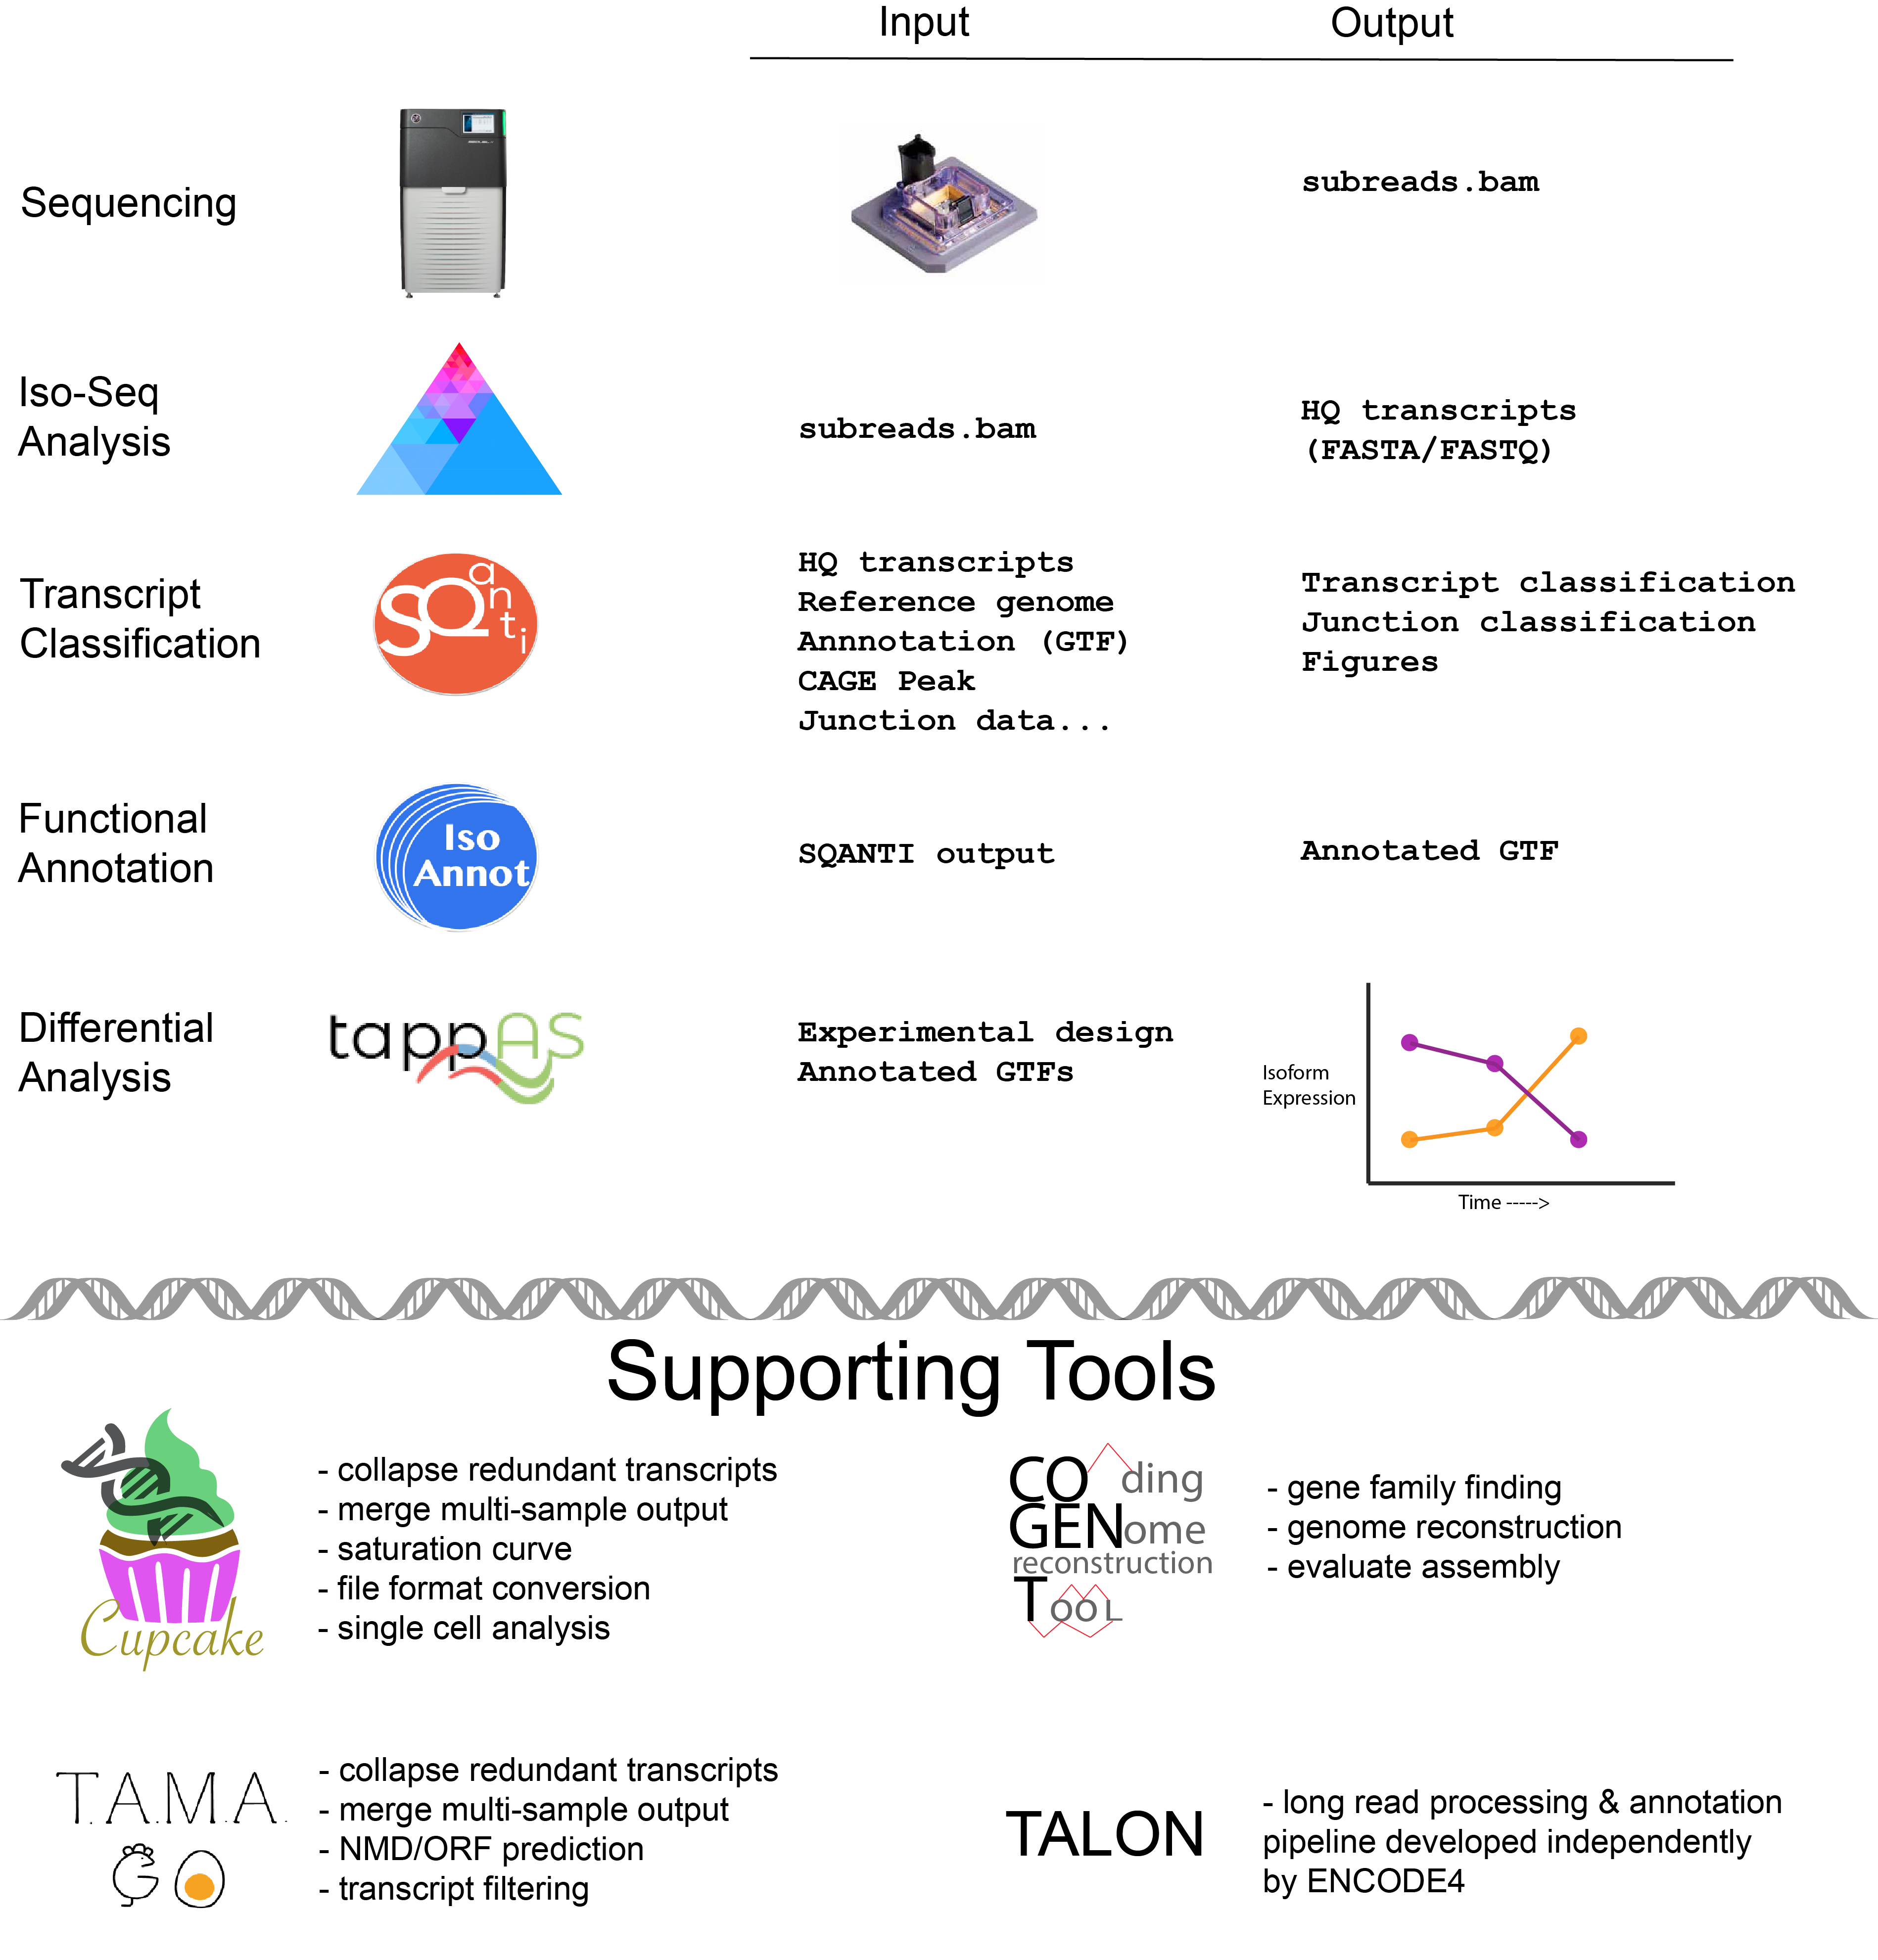 Input
Output
Sequencing
subreads.bam
Iso-Seq
Analysis
subreads.bam
HQ transcripts
(FASTA/FASTQ)
Transcript
Classification
SQanti
HQ transcripts
Reference genome
Annnotation (GTF)
CAGE Peak
Junction data...
Transcript classification
Junction classification
Figures
Functional
Annotation
Iso
Annot
SQANTI output
Annotated GTF
Differential
Analysis
tappAS
Experimental design
Annotated GTFs
Isoform
Expression
Time ----->
Supporting Tools
Cupcake
- collapse redundant transcripts
- merge multi-sample output
- saturation curve
- file format conversion
- single cell analysis
COding
GENome
reconstruction
TOOL
- gene family finding
- genome reconstruction
- evaluate assembly
T.A.M.A.
GO
- collapse redundant transcripts
- merge multi-sample output
- NMD/ORF prediction
- transcript filtering
TALON
- long read processing & annotation
pipeline developed independently
by ENCODE4